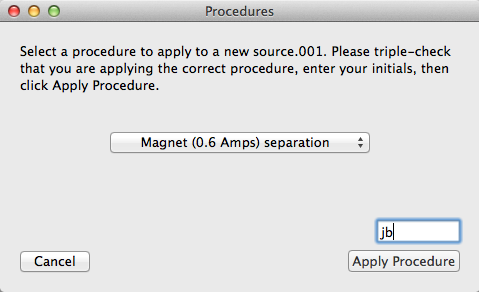 Procedures
Select a procedure to apply to a new source.001. Please triple-check
that you are applying the correct procedure, enter your initials, then
click Apply Procedure.
Magnet (0.6 Amps) separation
jb
Cancel
Apply Procedure